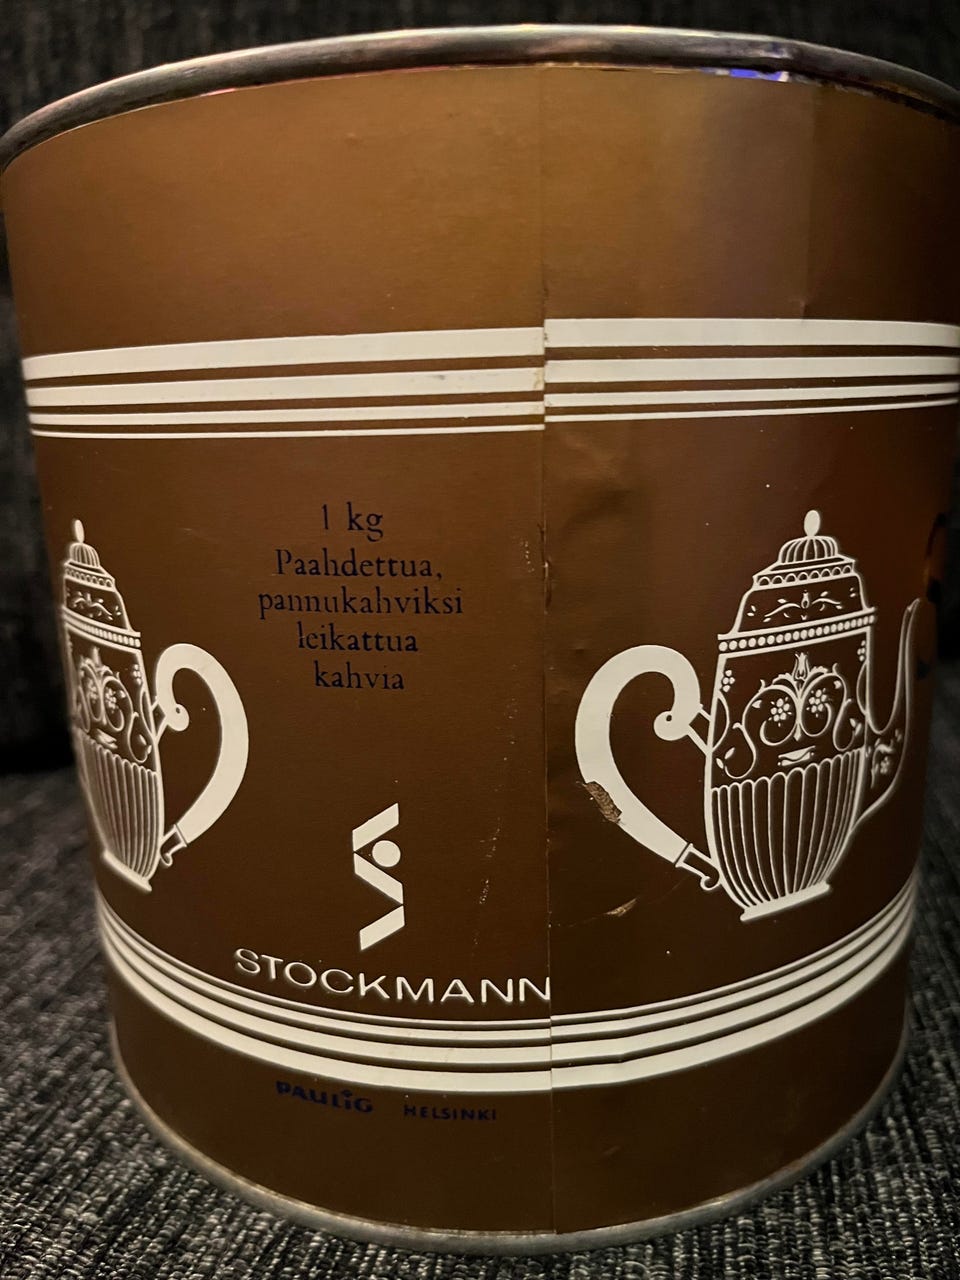 1 kg
Paahdettua,
pannukahviksi
leikattua
kahvia
STOCKMANN
PAULiG HELSINKI